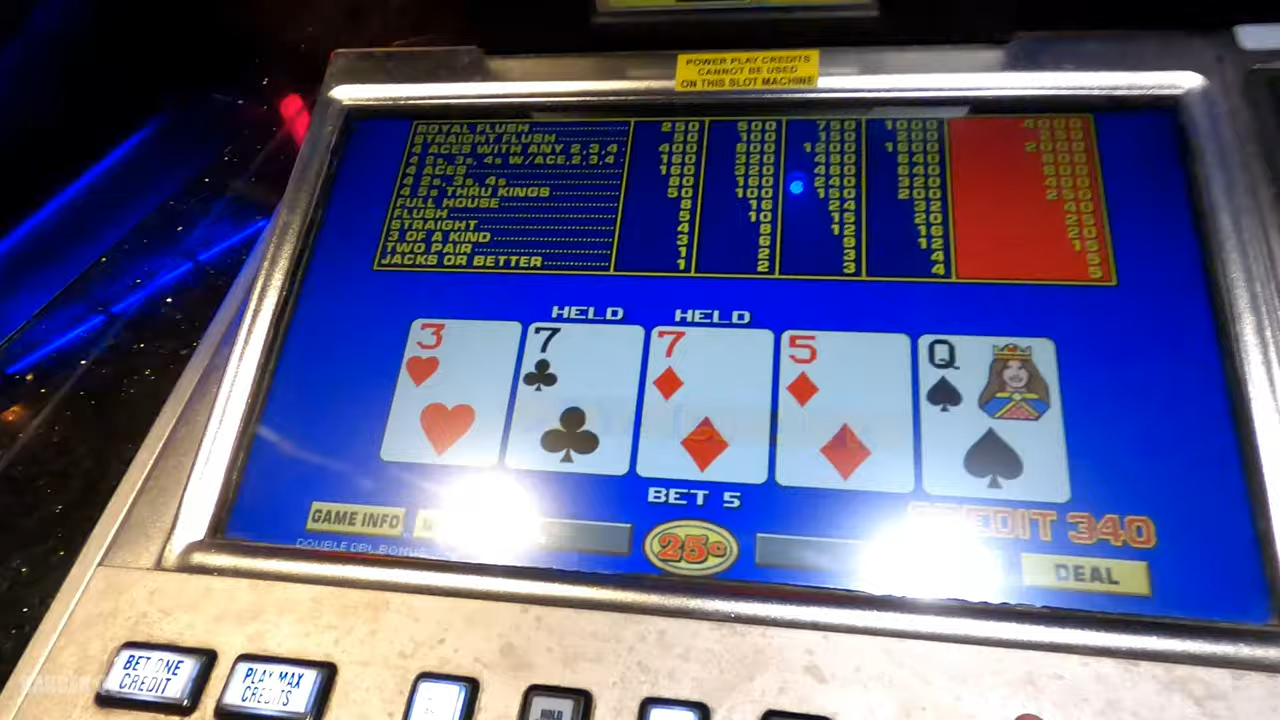 POWER PLAY CREDITS
CANNOT BE USED
ON THIS SLOT MACHINE
ROYAL FLUSH 250 500 750 1000 4000
STRAIGHT FLUSH 50 100 150 200 250
4 ACES WITH ANY 2,3,4 400 800 1200 1600 2000
4 2s, 3s, 4s W/ACE,2,3,4 160 320 480 640 800
4 ACES 160 320 480 640 800
4 2s, 3s, 4s 80 160 240 320 400
4 5s THRU KINGS 50 100 150 200 250
FULL HOUSE 8 16 24 32 40
FLUSH 5 10 15 20 25
STRAIGHT 4 8 12 16 20
3 OF A KIND 3 6 9 12 15
TWO PAIR 1 2 3 4 5
JACKS OR BETTER 1 2 3 4 5
HELD HELD
3 7 7 5 Q
BET 5
GAME INFO
CREDIT 340
25¢
DOUBLE DBL BONUS
DEAL
BET ONE
CREDIT
PLAY MAX
CREDITS
HOLD